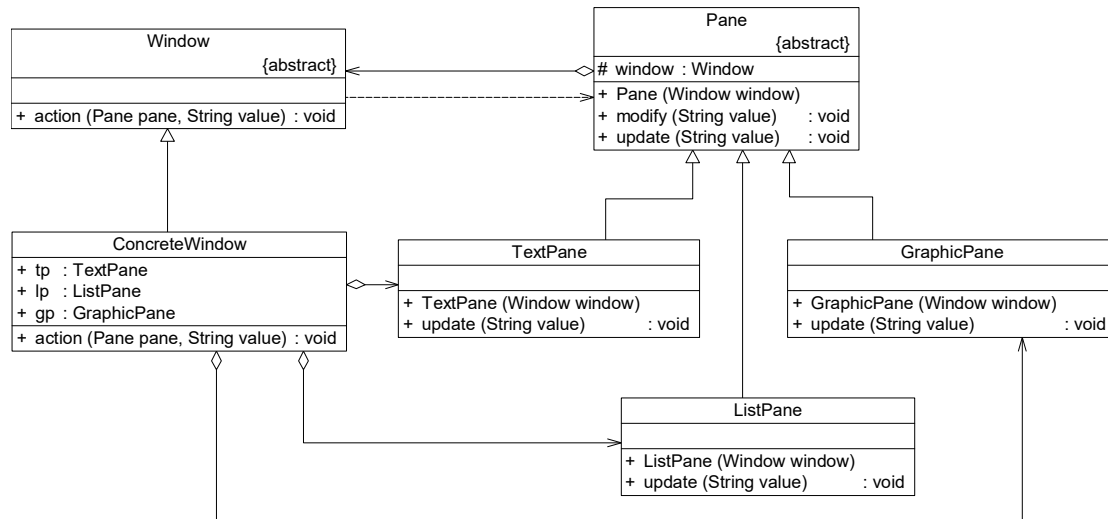 Window
{abstract}
+ action (Pane pane, String value) : void
Pane
{abstract}
# window : Window
+ Pane (Window window)
+ modify (String value) : void
+ update (String value) : void
ConcreteWindow
+ tp : TextPane
+ lp : ListPane
+ gp : GraphicPane
+ action (Pane pane, String value) : void
TextPane
+ TextPane (Window window)
+ update (String value) : void
GraphicPane
+ GraphicPane (Window window)
+ update (String value) : void
ListPane
+ ListPane (Window window)
+ update (String value) : void